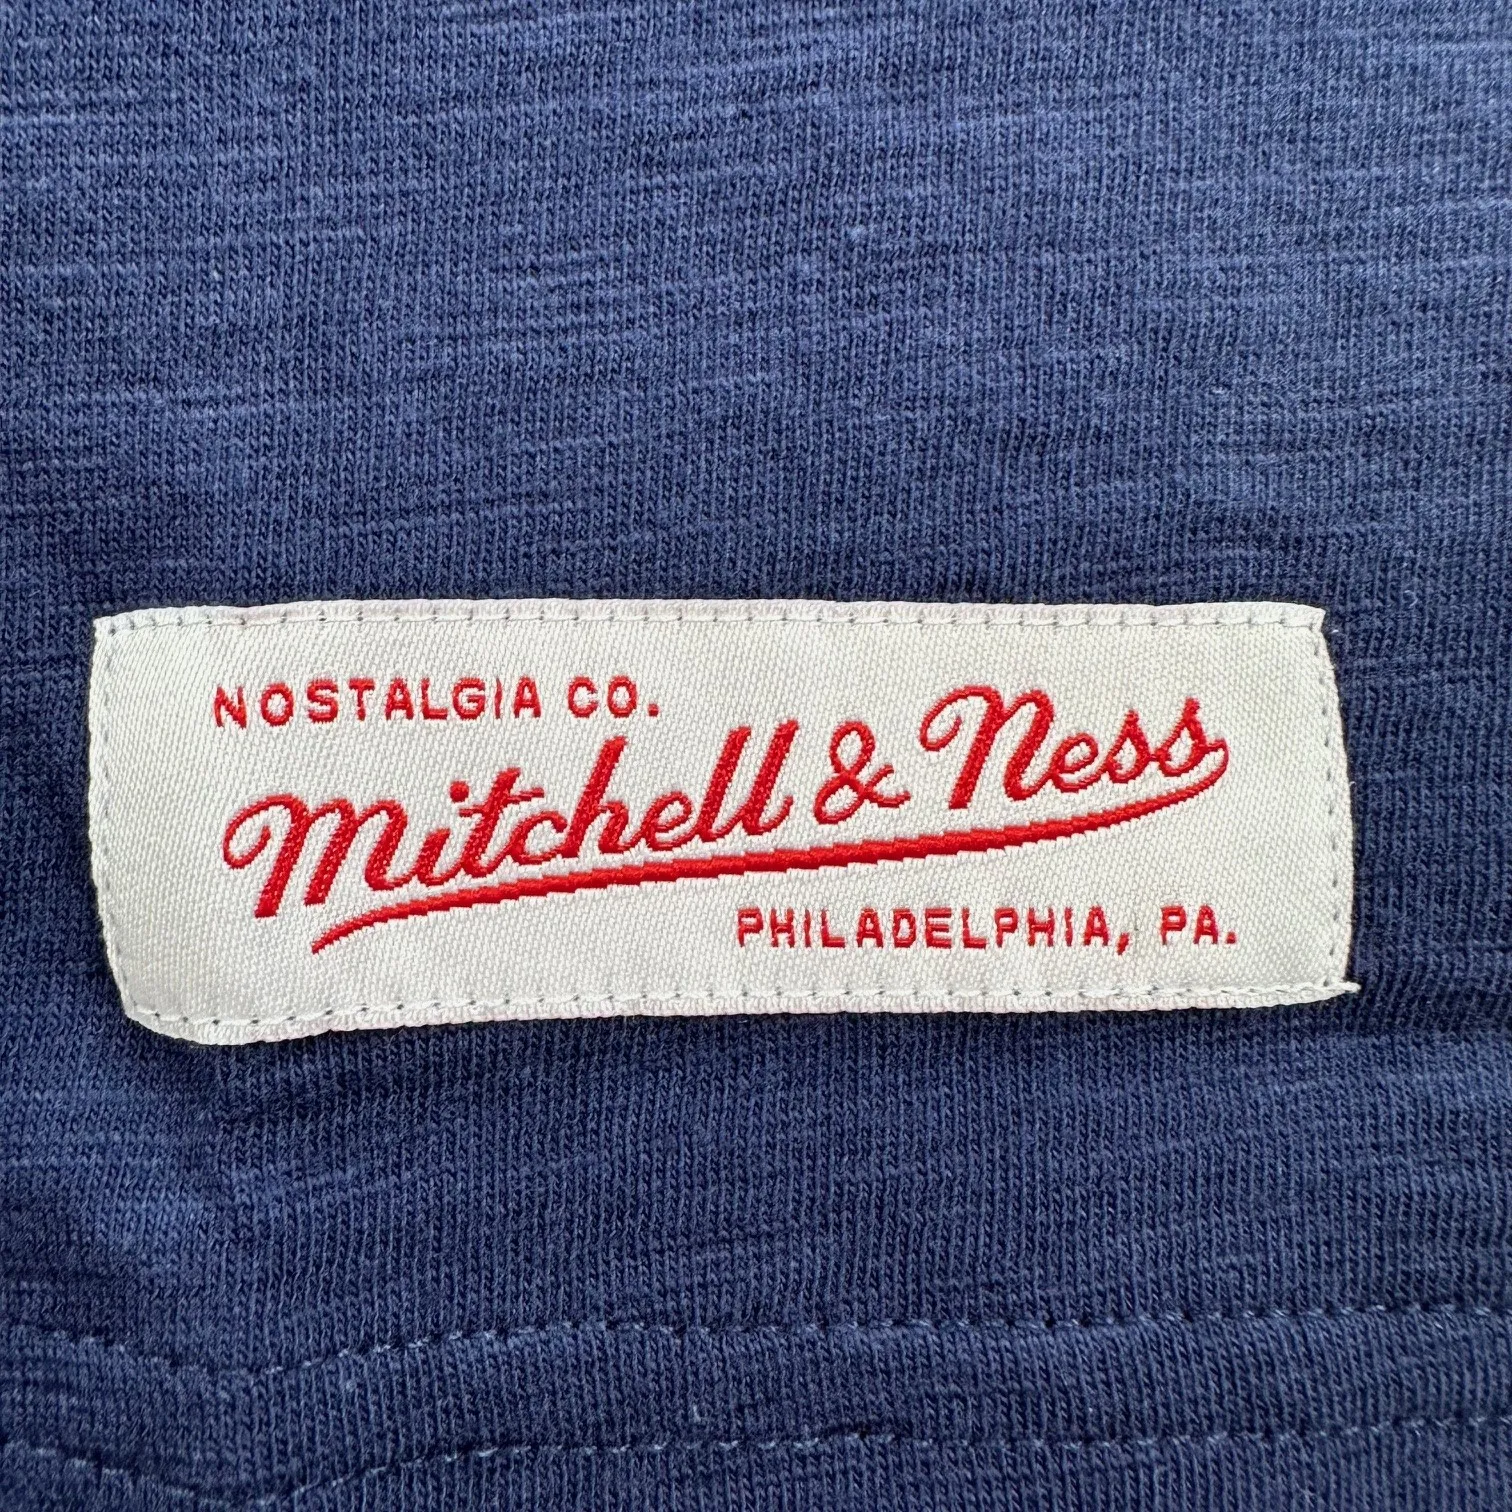 NOSTALGIA CO.
Mitchell & Ness
PHILADELPHIA, PA.